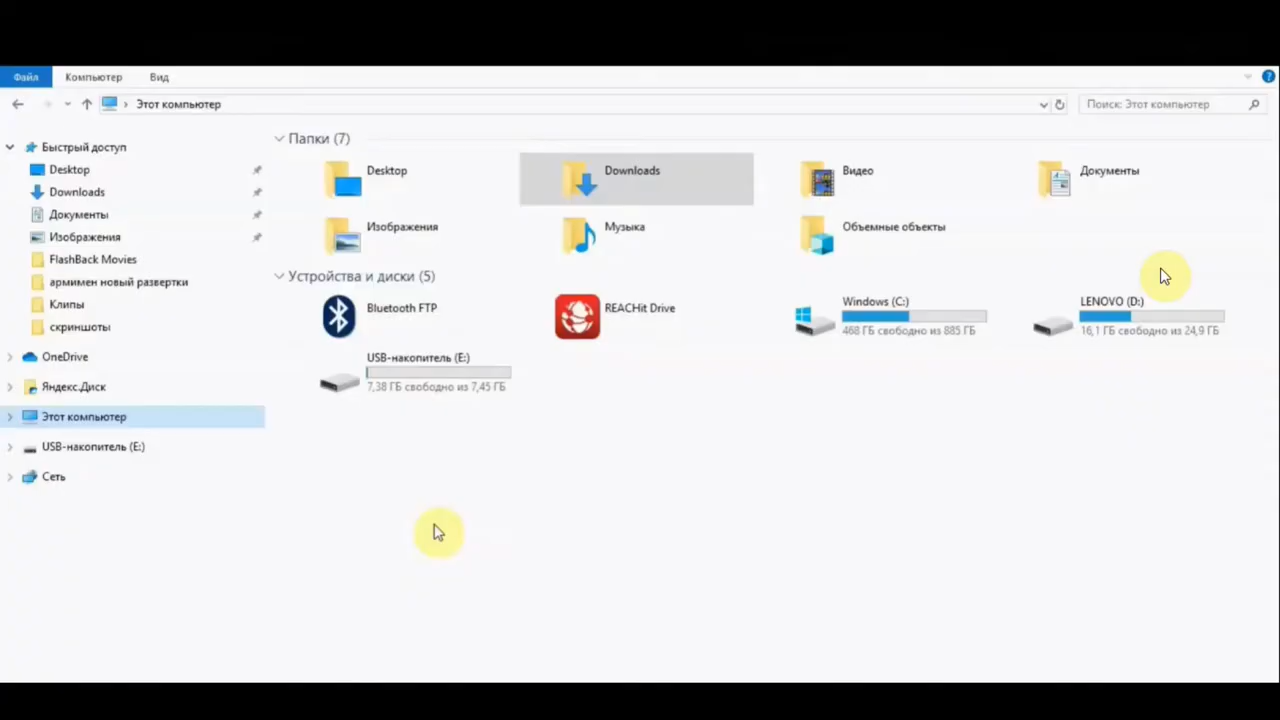 Файл Компьютер Вид
Этот компьютер
Поиск: Этот компьютер
Быстрый доступ
Desktop
Downloads
Документы
Изображения
FlashBack Movies
армимен новый развертки
Клипы
скриншоты
OneDrive
Яндекс.Диск
Этот компьютер
USB-накопитель (E:)
Сеть
Папки (7)
Desktop
Downloads
Видео
Документы
Изображения
Музыка
Объемные объекты
Устройства и диски (5)
Bluetooth FTP
REACHit Drive
Windows (C:)
468 ГБ свободно из 885 ГБ
LENOVO (D:)
16,1 ГБ свободно из 24,9 ГБ
USB-накопитель (E:)
7,38 ГБ свободно из 7,45 ГБ